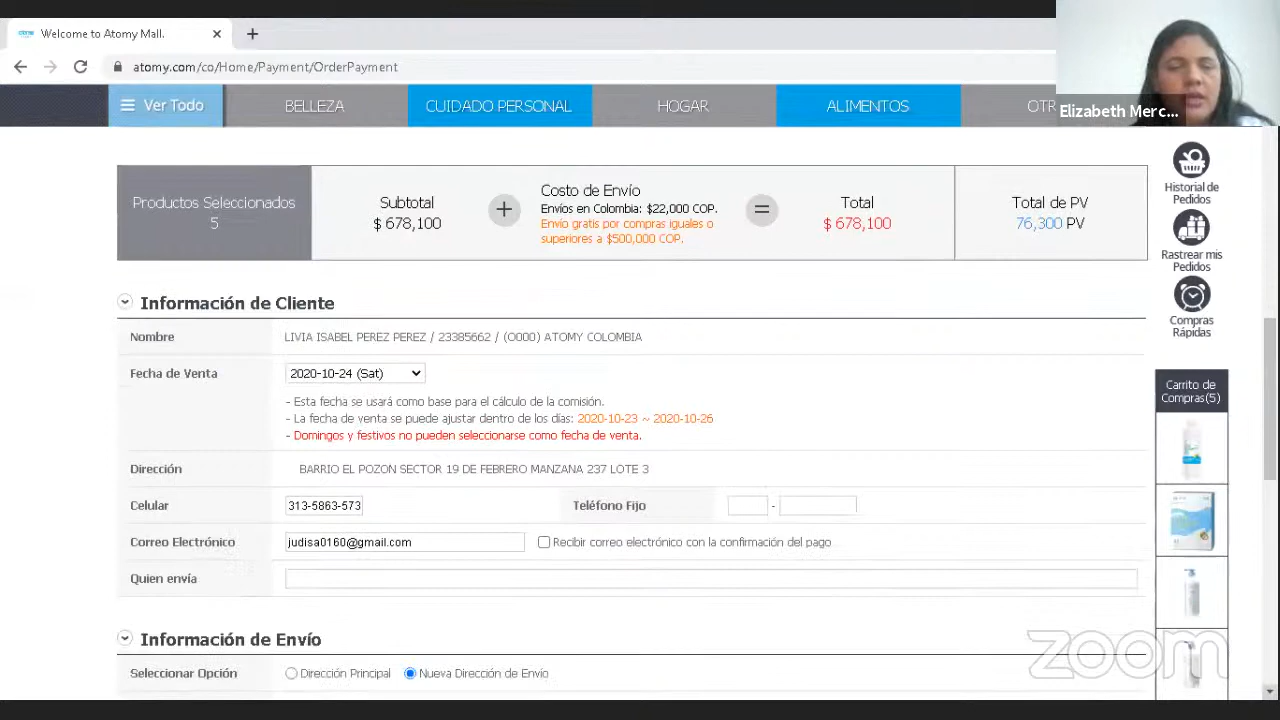 Welcome to Atomy Mall.
atomy.com/co/Home/Payment/OrderPayment
Ver Todo
BELLEZA
CUIDADO PERSONAL
HOGAR
ALIMENTOS
OTR
Elizabeth Merc...
Productos Seleccionados
5
Subtotal
$ 678,100
+
Costo de Envío
Envíos en Colombia: $22,000 COP.
Envío gratis por compras iguales o
superiores a $500,000 COP.
=
Total
$ 678,100
Total de PV
76,300 PV
Historial de
Pedidos
Rastrear mis
Pedidos
Compras
Rápidas
Carrito de
Compras(5)
Información de Cliente
Nombre
LIVIA ISABEL PEREZ PEREZ / 23385662 / (O000) ATOMY COLOMBIA
Fecha de Venta
2020-10-24 (Sat)
- Esta fecha se usará como base para el cálculo de la comisión.
- La fecha de venta se puede ajustar dentro de los días: 2020-10-23 ~ 2020-10-26
- Domingos y festivos no pueden seleccionarse como fecha de venta.
Dirección
BARRIO EL POZON SECTOR 19 DE FEBRERO MANZANA 237 LOTE 3
Celular
313-5863-573
Teléfono Fijo
-
Correo Electrónico
judisa0160@gmail.com
Recibir correo electrónico con la confirmación del pago
Quien envía
Información de Envío
Seleccionar Opción
Dirección Principal
Nueva Dirección de Envio
zoom